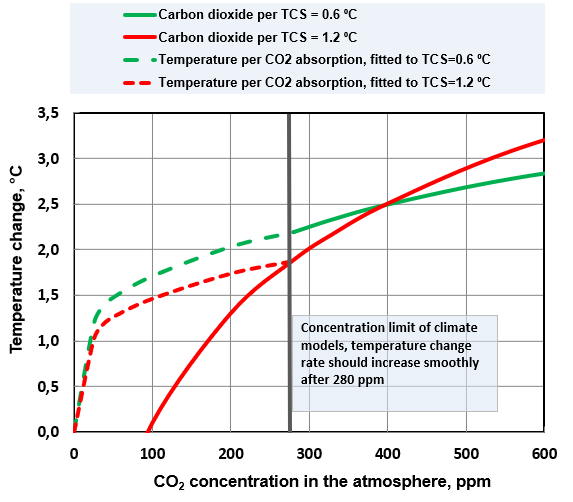 Carbon dioxide per TCS = 0.6 ºC
Carbon dioxide per TCS = 1.2 ºC
Temperature per CO2 absorption, fitted to TCS=0.6 ºC
Temperature per CO2 absorption, fitted to TCS=1.2 ºC
3,5
3,0
2,5
2,0
1,5
1,0
0,5
0,0
Temperature change, °C
Concentration limit of climate
models, temperature change
rate should increase smoothly
after 280 ppm
0 100 200 300 400 500 600
CO₂ concentration in the atmosphere, ppm